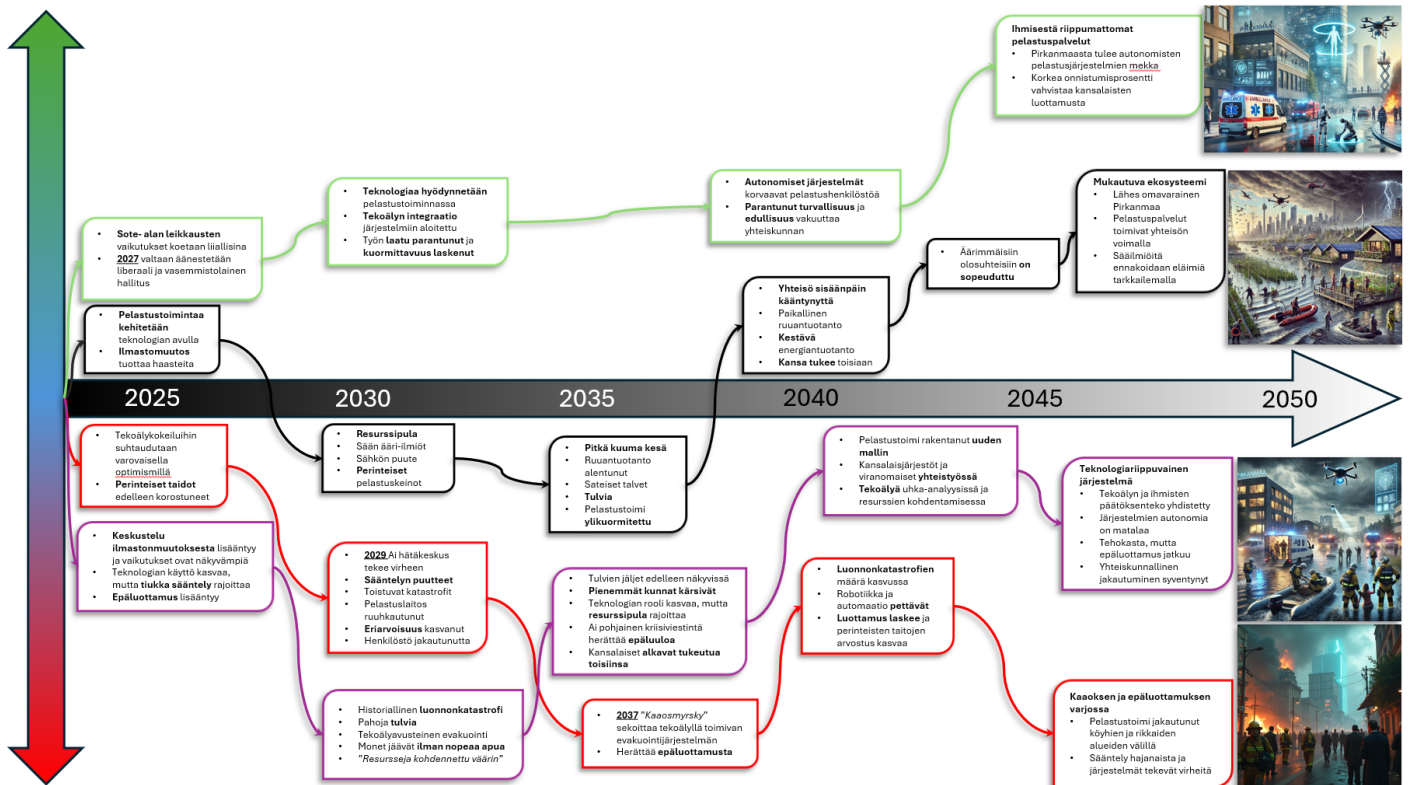 Ihmisestä riippumattomat
pelastuspalvelut
• Pirkanmaasta tulee autonomisten
pelastusjärjestelmien mekka
• Korkea onnistumisprosentti
vahvistaa kansalaisten
luottamusta
• Teknologiaa hyödynnetään
pelastustoiminnassa
• Tekoälyn integraatio
järjestelmiin aloitettu
• Työn laatu parantunut ja
kuormittavuus laskenut
• Autonomiset järjestelmät
korvaavat pelastushenkilöstöä
• Parantunut turvallisuus ja
edullisuus vakuuttaa
yhteiskunnan
Mukautuva ekosysteemi
• Lähes omavarainen
Pirkanmaa
• Pelastuspalvelut
toimivat yhteisön
voimalla
• Sääilmiöitä
ennakoidaan eläimiä
tarkkailemalla
• Sote- alan leikkausten
vaikutukset koetaan liiallisina
• 2027 valtaan äänestetään
liberaali ja vasemmistolainen
hallitus
• Äärimmäisiin
olosuhteisiin on
sopeuduttu
• Yhteisö sisäänpäin
kääntynyttä
• Paikallinen
ruuantuotanto
• Kestävä
energiantuotanto
• Kansa tukee toisiaan
• Pelastustoimintaa
kehitetään
teknologian avulla
• Ilmastomuutos
tuottaa haasteita
2025
2030
2035
2040
2045
2050
• Tekoälykokeiluihin
suhtaudutaan
varovaisella
optimismillä
• Perinteiset taidot
edelleen korostuneet
• Resurssipula
• Sään ääri-ilmiöt
• Sähkön puute
• Perinteiset
pelastuskeinot
• Pitkä kuuma kesä
• Ruuantuotanto
alentunut
• Sateiset talvet
• Tulvia
• Pelastustoimi
ylikuormitettu
• Pelastustoimi rakentanut uuden
mallin
• Kansalaisjärjestöt ja
viranomaiset yhteistyössä
• Tekoälyä uhka-analyysissä ja
resurssien kohdentamisessa
Teknologiariippuvainen
järjestelmä
• Tekoälyn ja ihmisten
päätöksenteko yhdistetty
• Järjestelmien autonomia
on matalaa
• Tehokasta, mutta
epäluottamus jatkuu
• Yhteiskunnallinen
jakautuminen syventynyt
• Keskustelu
ilmastonmuutoksesta lisääntyy
ja vaikutukset ovat näkyvämpiä
• Teknologian käyttö kasvaa,
mutta tiukka sääntely rajoittaa
• Epäluottamus lisääntyy
• 2029 Ai hätäkeskus
tekee virheen
• Sääntelyn puutteet
• Toistuvat katastrofit
• Pelastuslaitos
ruuhkautunut
• Eriarvoisuus kasvanut
• Henkilöstö jakautunutta
• Tulvien jäljet edelleen näkyvissä
• Pienemmät kunnat kärsivät
• Teknologian rooli kasvaa, mutta
resurssipula rajoittaa
• Ai pohjainen kriisiviestintä
herättää epäluuloa
• Kansalaiset alkavat tukeutua
toisiinsa
• Luonnonkatastrofien
määrä kasvussa
• Robotiikka ja
automaatio pettävät
• Luottamus laskee ja
perinteisten taitojen
arvostus kasvaa
• Historiallinen luonnonkatastrofi
• Pahoja tulvia
• Tekoälyavusteinen evakuointi
• Monet jäävät ilman nopeaa apua
• "Resursseja kohdennettu väärin"
• 2037 "Kaaosmyrsky"
sekoittaa tekoälyllä toimivan
evakuointijärjestelmän
• Herättää epäluottamusta
Kaaoksen ja epäluottamuksen
varjossa
• Pelastustoimi jakautunut
köyhien ja rikkaiden
alueiden välillä
• Sääntely hajanaista ja
järjestelmät tekevät virheitä